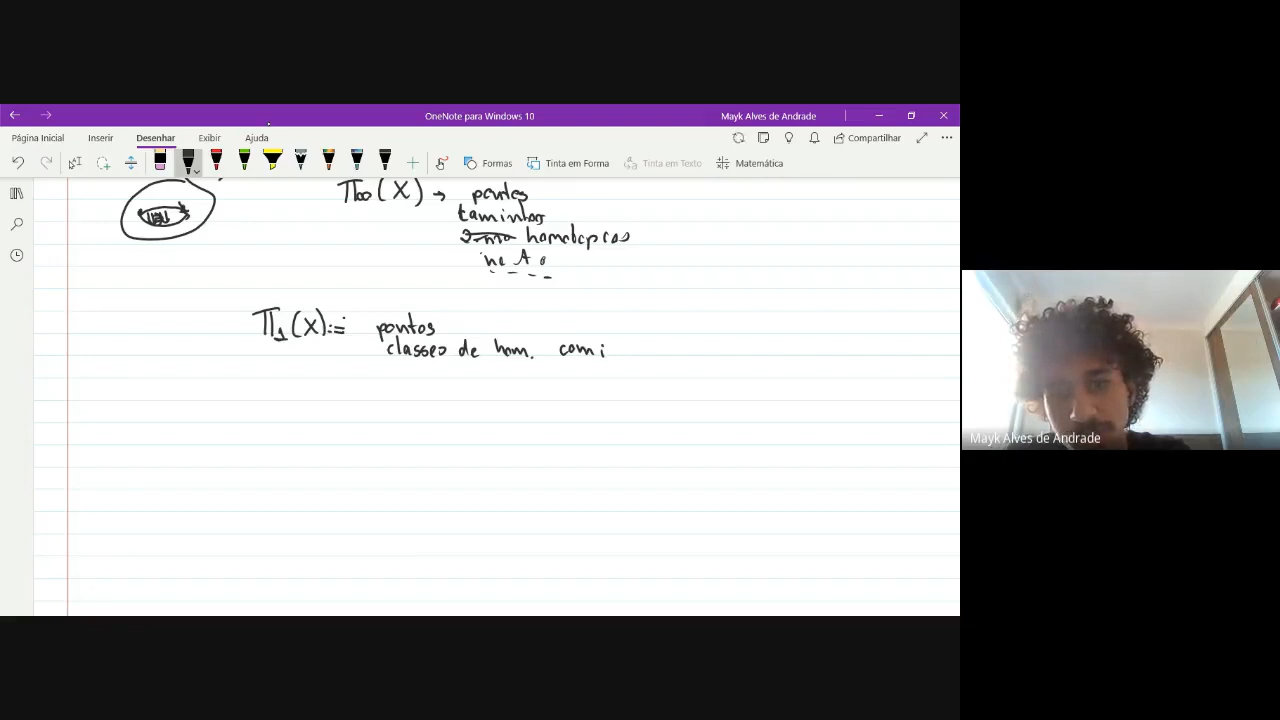 OneNote para Windows 10
Mayk Alves de Andrade
Página Inicial
Inserir
Desenhar
Exibir
Ajuda
Compartilhar
Formas
Tinta em Forma
Tinta em Texto
Matemática
π∞(X) → pontos
caminhos
homotopias
π₁(X) := pontos
classes de hom. comi
Mayk Alves de Andrade